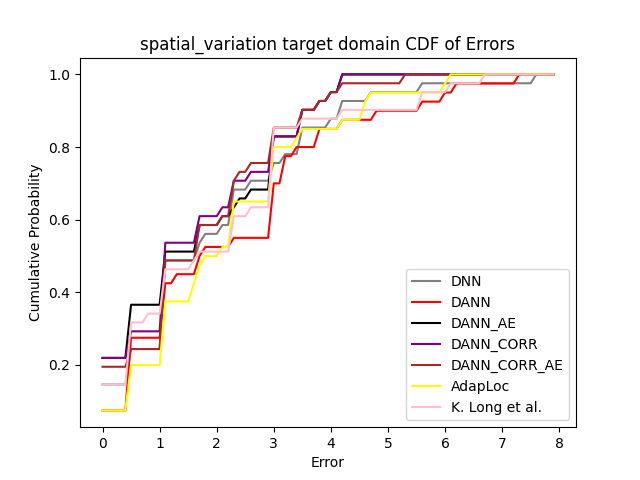 spatial_variation target domain CDF of Errors
Cumulative Probability
1.0
0.8
0.6
0.4
0.2
DNN
DANN
DANN_AE
DANN_CORR
DANN_CORR_AE
AdapLoc
K. Long et al.
0 1 2 3 4 5 6 7 8
Error